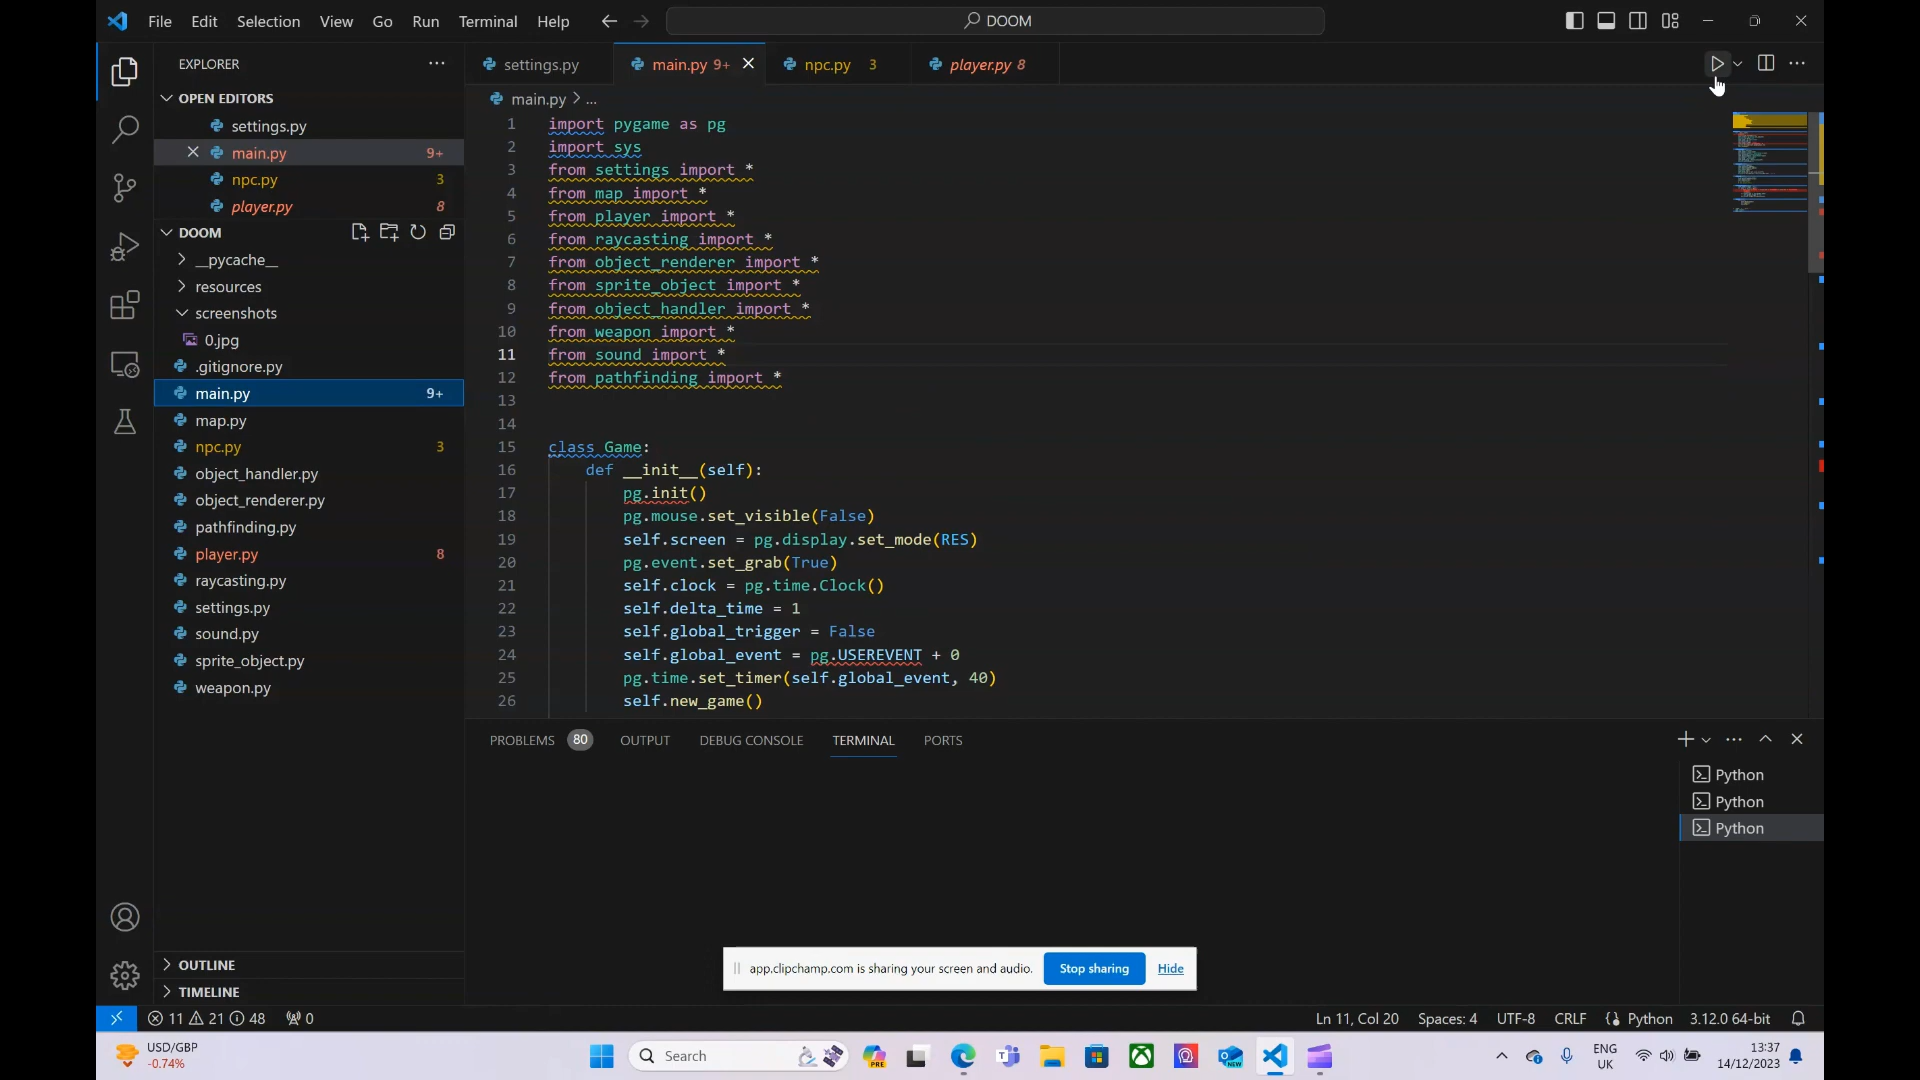 File Edit Selection View Go Run Terminal Help
DOOM
EXPLORER
OPEN EDITORS
settings.py
main.py 9+
npc.py 3
player.py 8
DOOM
__pycache__
resources
screenshots
0.jpg
.gitignore.py
main.py 9+
map.py
npc.py 3
object_handler.py
object_renderer.py
pathfinding.py
player.py 8
raycasting.py
settings.py
sound.py
sprite_object.py
weapon.py
OUTLINE
TIMELINE
settings.py main.py 9+ npc.py 3 player.py 8
main.py > ...
1 import pygame as pg
2 import sys
3 from settings import *
4 from map import *
5 from player import *
6 from raycasting import *
7 from object_renderer import *
8 from sprite_object import *
9 from object_handler import *
10 from weapon import *
11 from sound import *
12 from pathfinding import *
13
14
15 class Game:
16 def __init__(self):
17 pg.init()
18 pg.mouse.set_visible(False)
19 self.screen = pg.display.set_mode(RES)
20 pg.event.set_grab(True)
21 self.clock = pg.time.Clock()
22 self.delta_time = 1
23 self.global_trigger = False
24 self.global_event = pg.USEREVENT + 0
25 pg.time.set_timer(self.global_event, 40)
26 self.new_game()
PROBLEMS 80 OUTPUT DEBUG CONSOLE TERMINAL PORTS
Python
Python
Python
app.clipchamp.com is sharing your screen and audio. Stop sharing Hide
11 21 48 0
Ln 11, Col 20 Spaces: 4 UTF-8 CRLF Python 3.12.0 64-bit
USD/GBP
-0.74%
Search
PRE
NEW
ENG
UK
13:37
14/12/2023